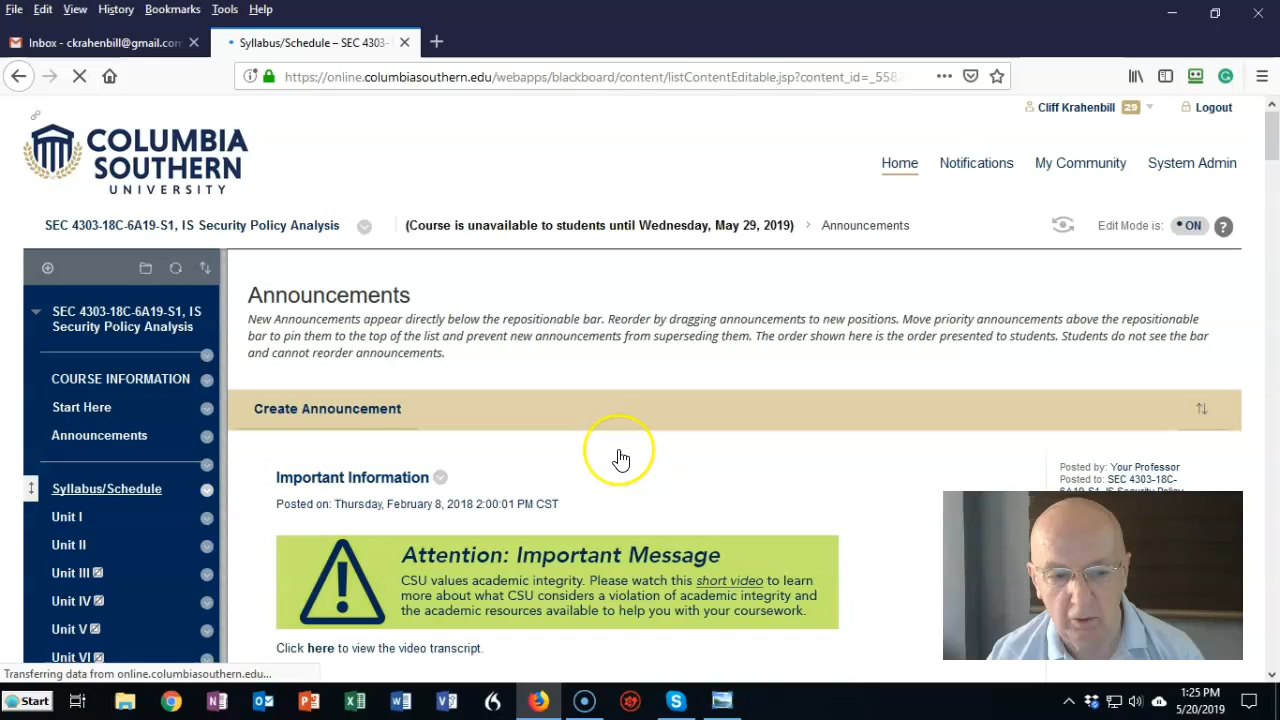 File Edit View History Bookmarks Tools Help
Inbox - ckrahenbill@gmail.com
Syllabus/Schedule – SEC 4303-
https://online.columbiasouthern.edu/webapps/blackboard/content/listContentEditable.jsp?content_id=_558
Cliff Krahenbill 29 Logout
COLUMBIA
SOUTHERN
UNIVERSITY
Home Notifications My Community System Admin
SEC 4303-18C-6A19-S1, IS Security Policy Analysis (Course is unavailable to students until Wednesday, May 29, 2019) > Announcements Edit Mode is: ON ?
SEC 4303-18C-6A19-S1, IS
Security Policy Analysis
COURSE INFORMATION
Start Here
Announcements
Syllabus/Schedule
Unit I
Unit II
Unit III
Unit IV
Unit V
Unit VI
Announcements
New Announcements appear directly below the repositionable bar. Reorder by dragging announcements to new positions. Move priority announcements above the repositionable
bar to pin them to the top of the list and prevent new announcements from superseding them. The order shown here is the order presented to students. Students do not see the bar
and cannot reorder announcements.
Create Announcement
Important Information
Posted on: Thursday, February 8, 2018 2:00:01 PM CST
Posted by: Your Professor
Posted to: SEC 4303-18C-
6A19-S1, IS Security Policy
Attention: Important Message
CSU values academic integrity. Please watch this short video to learn
more about what CSU considers a violation of academic integrity and
the academic resources available to help you with your coursework.
Click here to view the video transcript.
Transferring data from online.columbiasouthern.edu...
Start
1:25 PM
5/20/2019